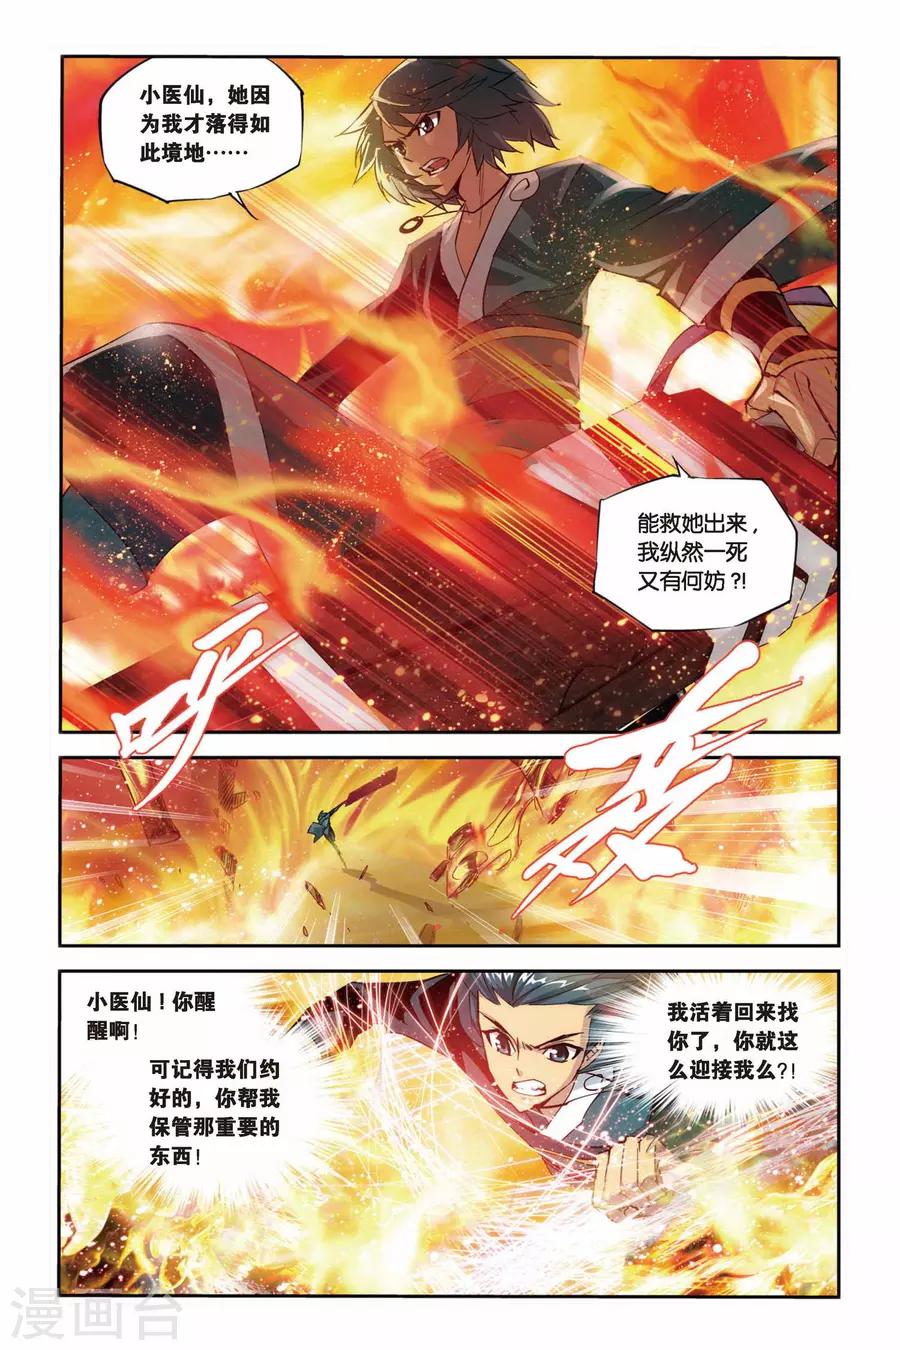 小医仙，她因
为我才落得如
此境地……
能救她出来，
我纵然一死
又有何妨?!
呼
轰
小医仙！你醒
醒啊！
可记得我们约
好的，你帮我
保管那重要的
东西！
我活着回来找
你了，你就这
么迎接我么?!
漫画台